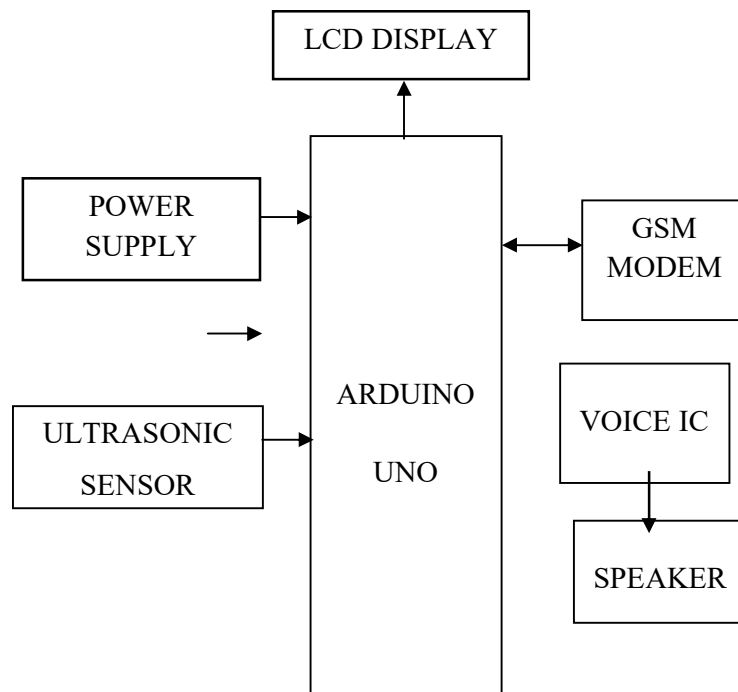 LCD DISPLAY
POWER
SUPPLY
GSM
MODEM
ARDUINO
UNO
ULTRASONIC
SENSOR
VOICE IC
SPEAKER